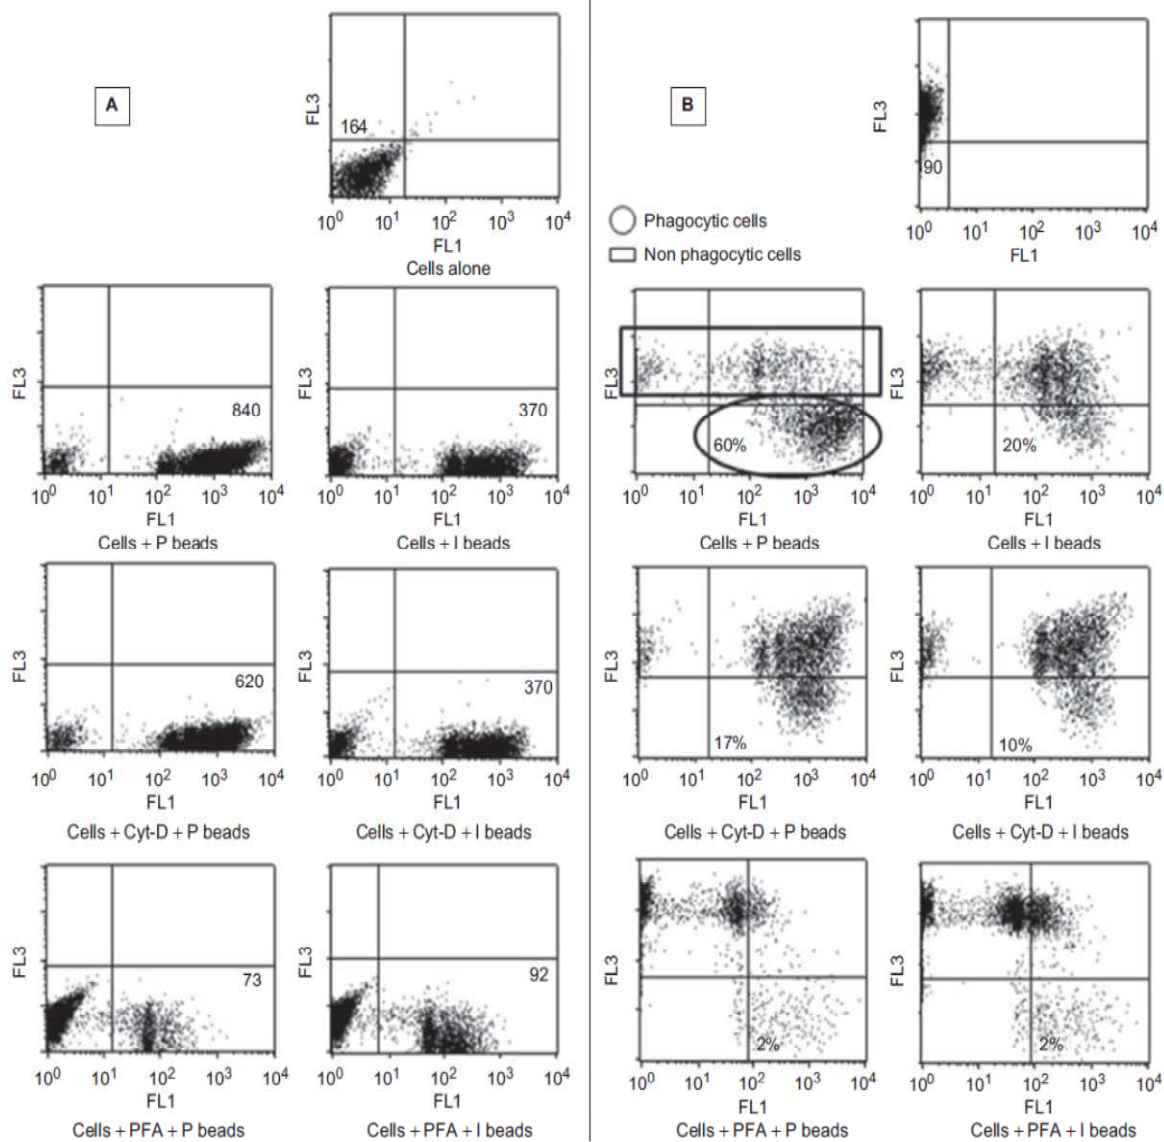 A
FL3
164
10⁰ 10¹ 10² 10³ 10⁴
FL1
Cells alone
FL3
840
10⁰ 10¹ 10² 10³ 10⁴
FL1
Cells + P beads
FL3
370
10⁰ 10¹ 10² 10³ 10⁴
FL1
Cells + I beads
FL3
620
10⁰ 10¹ 10² 10³ 10⁴
FL1
Cells + Cyt-D + P beads
FL3
370
10⁰ 10¹ 10² 10³ 10⁴
FL1
Cells + Cyt-D + I beads
FL3
73
10⁰ 10¹ 10² 10³ 10⁴
FL1
Cells + PFA + P beads
FL3
92
10⁰ 10¹ 10² 10³ 10⁴
FL1
Cells + PFA + I beads
B
FL3
90
10⁰ 10¹ 10² 10³ 10⁴
FL1
Phagocytic cells
Non phagocytic cells
FL3
60%
10⁰ 10¹ 10² 10³ 10⁴
FL1
Cells + P beads
FL3
20%
10⁰ 10¹ 10² 10³ 10⁴
FL1
Cells + I beads
FL3
17%
10⁰ 10¹ 10² 10³ 10⁴
FL1
Cells + Cyt-D + P beads
FL3
10%
10⁰ 10¹ 10² 10³ 10⁴
FL1
Cells + Cyt-D + I beads
FL3
2%
10⁰ 10¹ 10² 10³ 10⁴
FL1
Cells + PFA + P beads
FL3
2%
10⁰ 10¹ 10² 10³ 10⁴
FL1
Cells + PFA + I beads